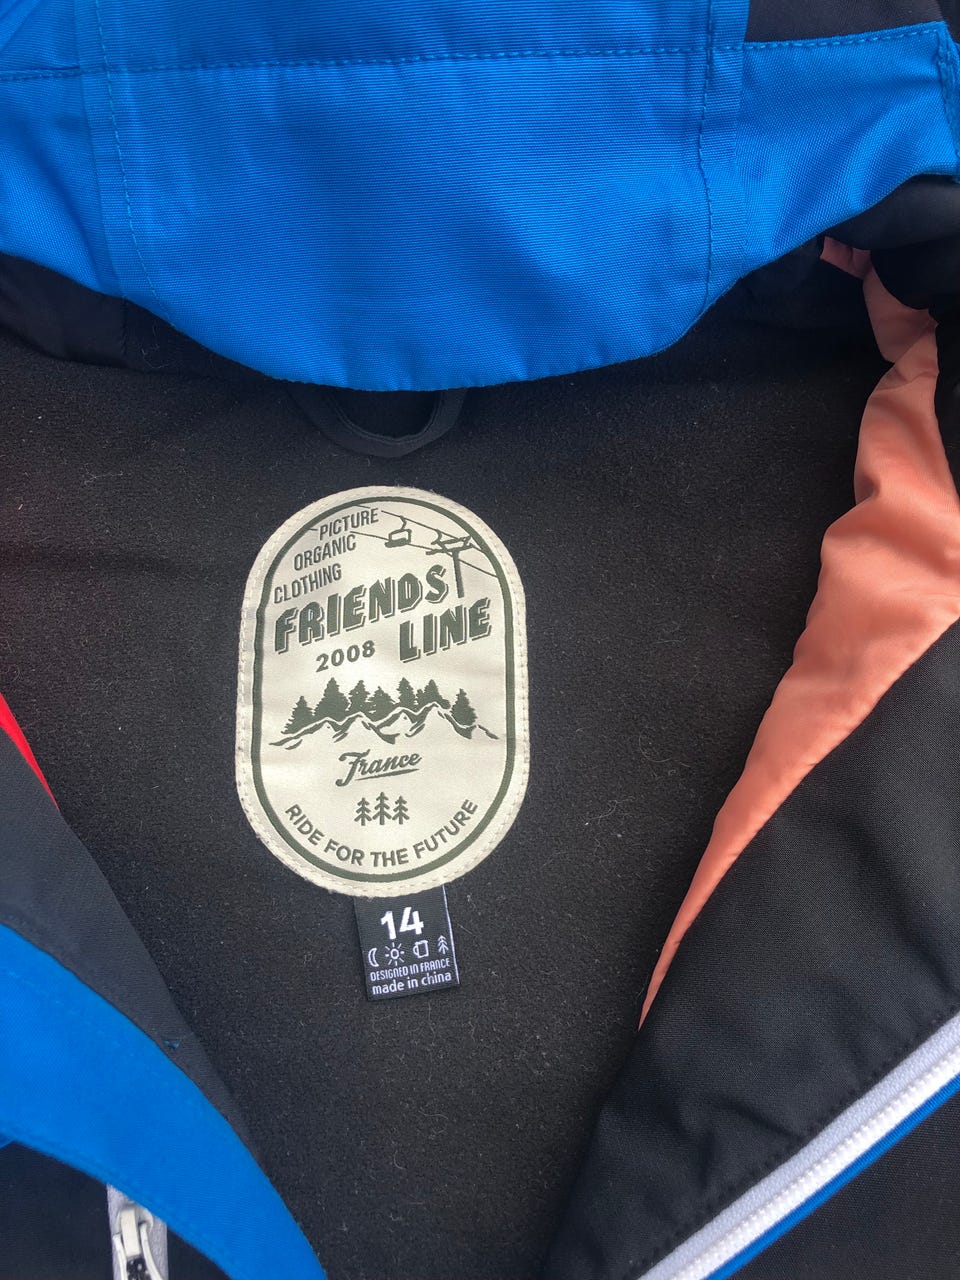 PICTURE
ORGANIC
CLOTHING
FRIENDS
LINE
2008
France
RIDE FOR THE FUTURE
14
DESIGNED IN FRANCE
made in china